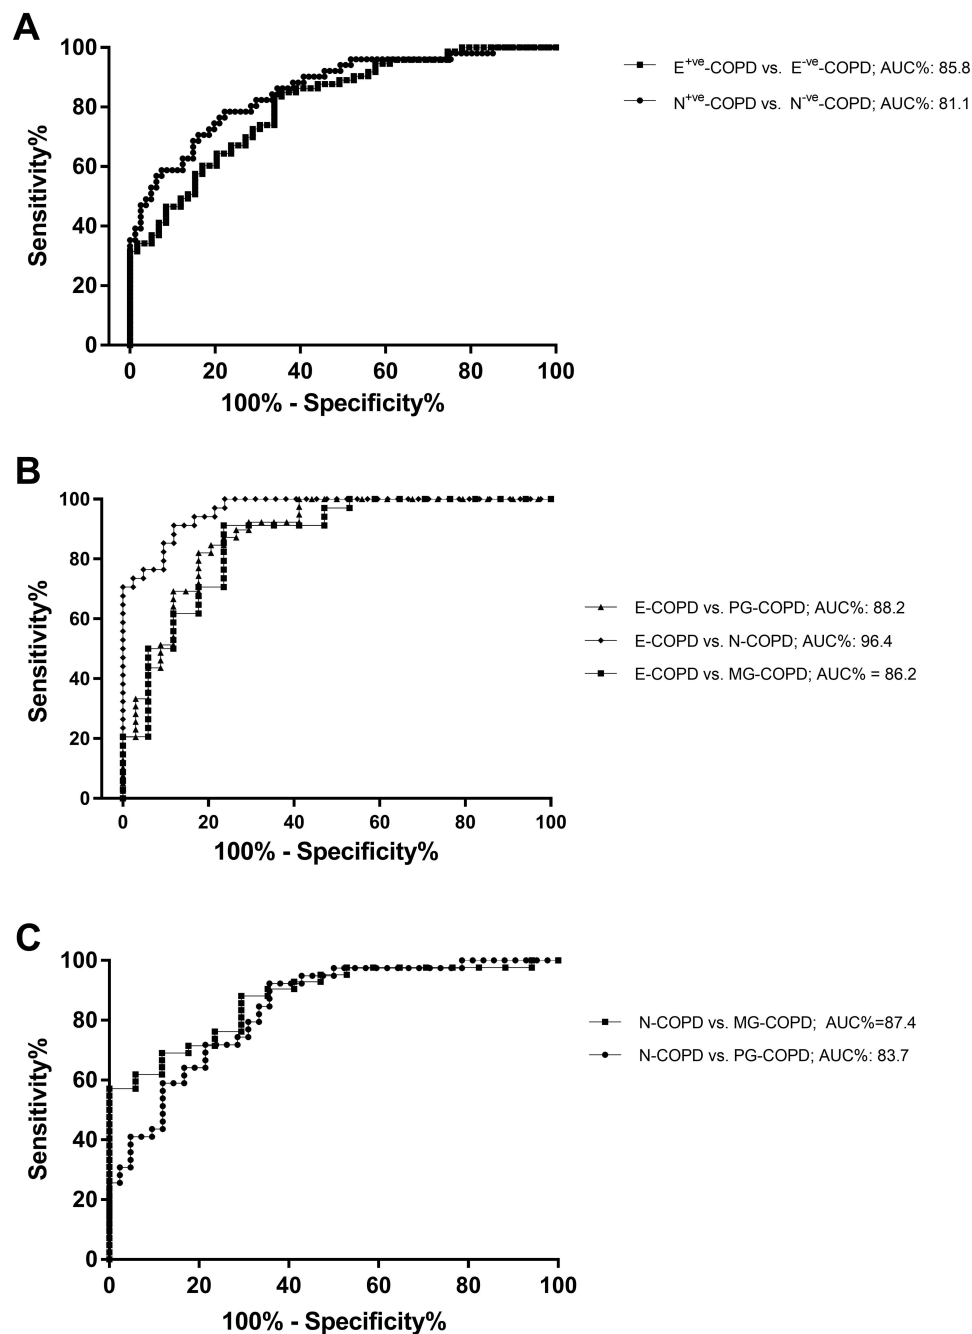 A
100
80
60
40
20
0
Sensitivity%
0 20 40 60 80 100
100% - Specificity%
E+ve-COPD vs. E-ve-COPD; AUC%: 85.8
N+ve-COPD vs. N-ve-COPD; AUC%: 81.1
B
100
80
60
40
20
0
Sensitivity%
0 20 40 60 80 100
100% - Specificity%
E-COPD vs. PG-COPD; AUC%: 88.2
E-COPD vs. N-COPD; AUC%: 96.4
E-COPD vs. MG-COPD; AUC% = 86.2
C
100
80
60
40
20
0
Sensitivity%
0 20 40 60 80 100
100% - Specificity%
N-COPD vs. MG-COPD; AUC%=87.4
N-COPD vs. PG-COPD; AUC%: 83.7